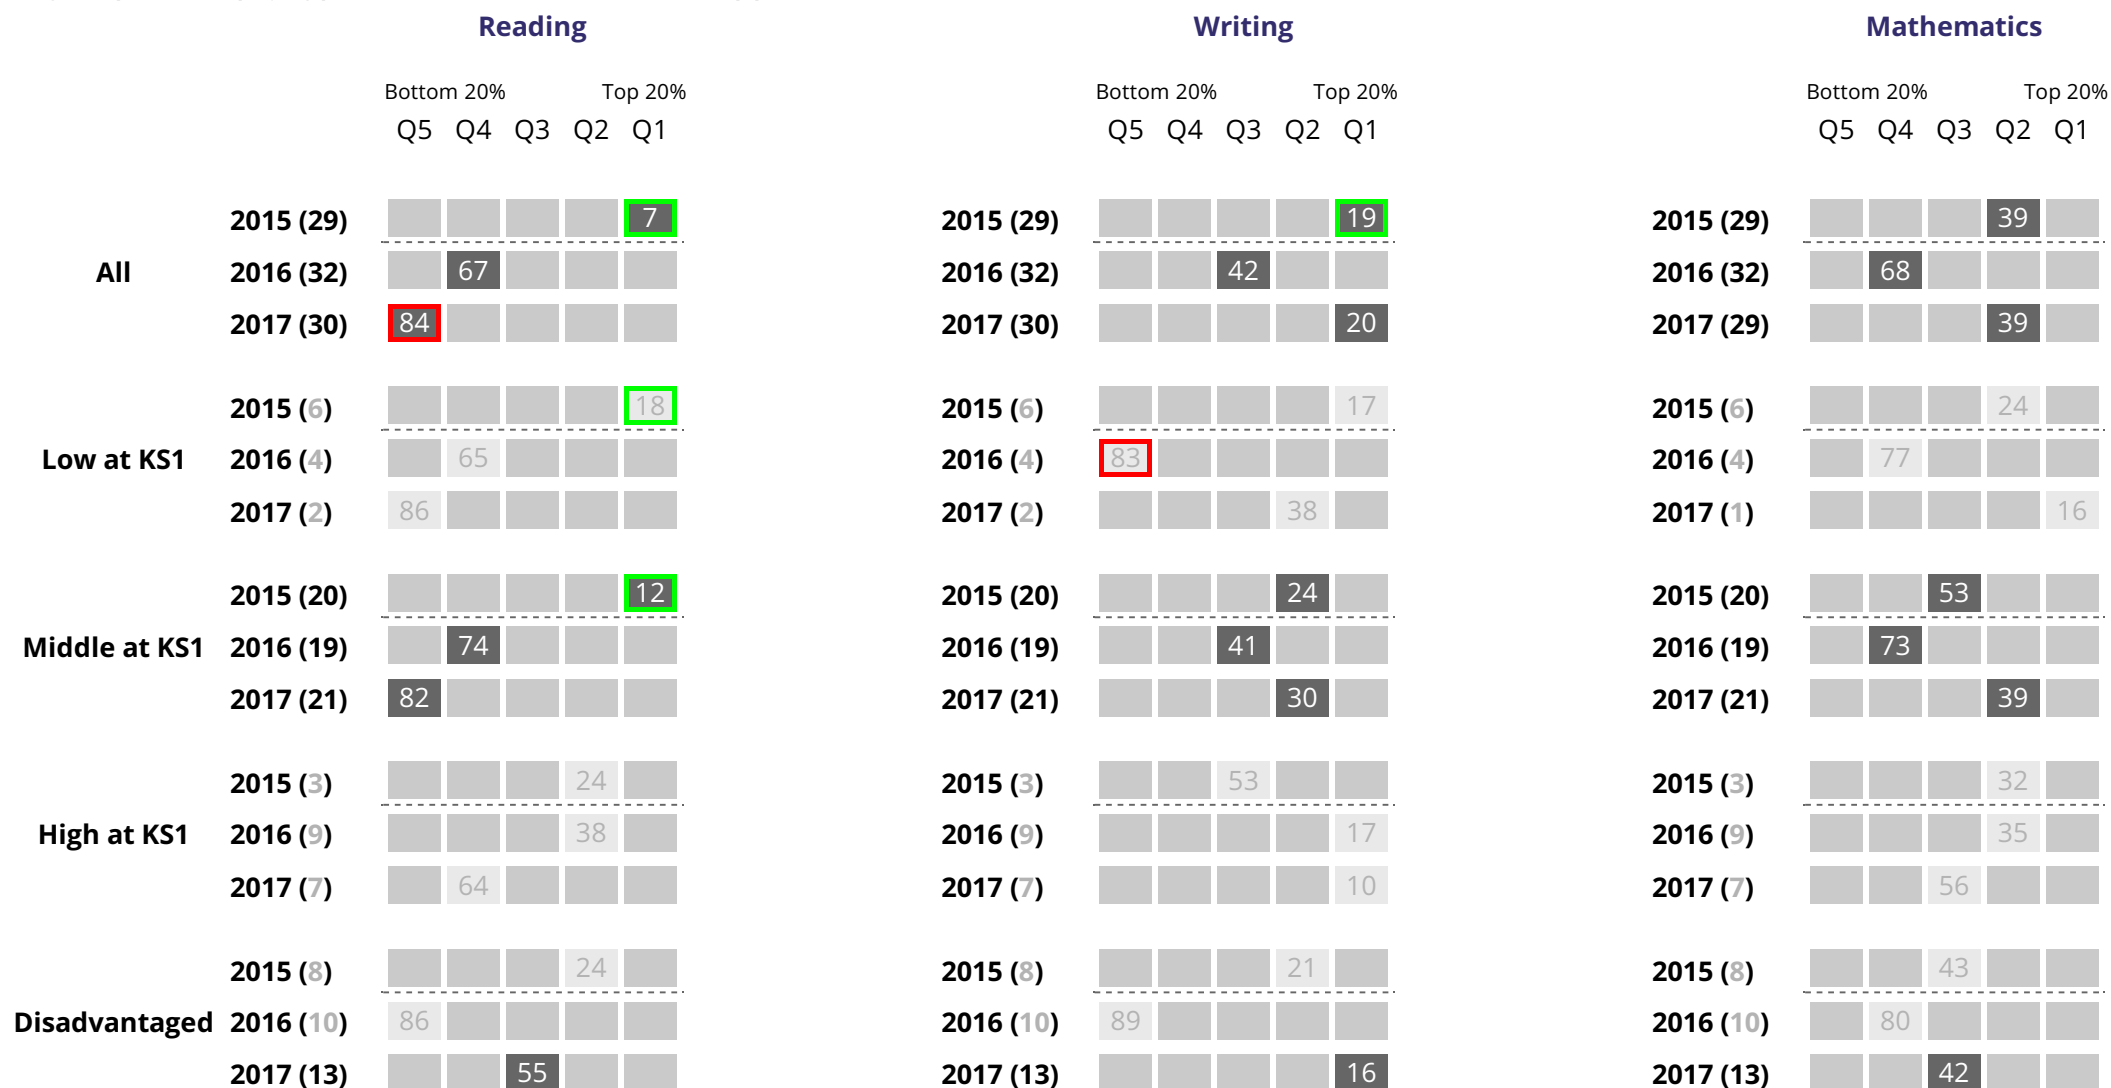 Reading Writing Mathematics
Bottom 20% Top 20% Bottom 20% Top 20% Bottom 20% Top 20%
Q5 Q4 Q3 Q2 Q1 Q5 Q4 Q3 Q2 Q1 Q5 Q4 Q3 Q2 Q1
2015 (29) 7 2015 (29) 19 2015 (29) 39
All 2016 (32) 67 2016 (32) 42 2016 (32) 68
2017 (30) 84 2017 (30) 20 2017 (29) 39
2015 (6) 18 2015 (6) 17 2015 (6) 24
Low at KS1 2016 (4) 65 2016 (4) 83 2016 (4) 77
2017 (2) 86 2017 (2) 38 2017 (1) 16
2015 (20) 12 2015 (20) 24 2015 (20) 53
Middle at KS1 2016 (19) 74 2016 (19) 41 2016 (19) 73
2017 (21) 82 2017 (21) 30 2017 (21) 39
2015 (3) 24 2015 (3) 53 2015 (3) 32
High at KS1 2016 (9) 38 2016 (9) 17 2016 (9) 35
2017 (7) 64 2017 (7) 10 2017 (7) 56
2015 (8) 24 2015 (8) 21 2015 (8) 43
Disadvantaged 2016 (10) 86 2016 (10) 89 2016 (10) 80
2017 (13) 55 2017 (13) 16 2017 (13) 42